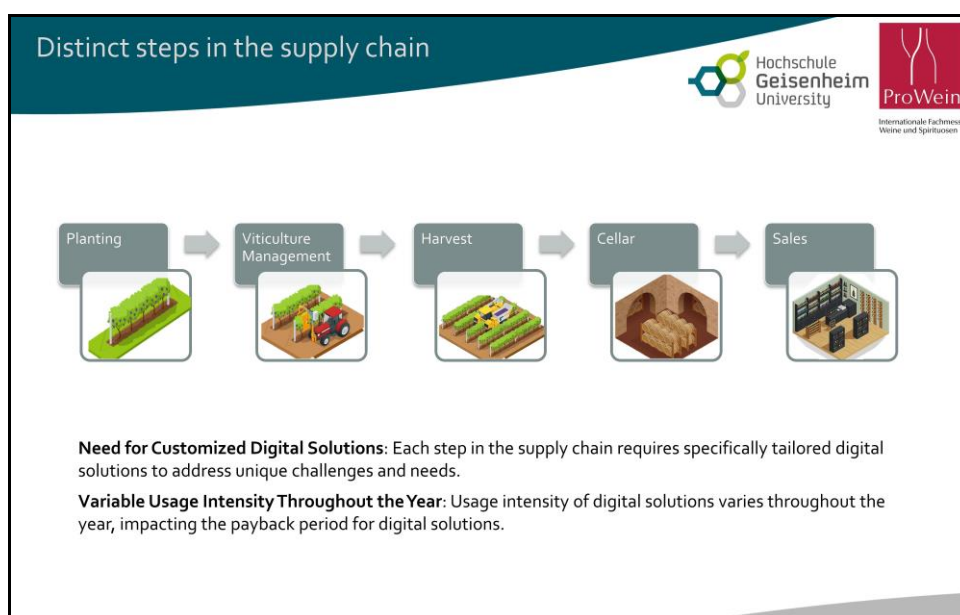 Distinct steps in the supply chain
Hochschule
Geisenheim
University
ProWein
Internationale Fachmess
Weine und Spirituosen
Planting
Viticulture
Management
Harvest
Cellar
Sales
Need for Customized Digital Solutions: Each step in the supply chain requires specifically tailored digital
solutions to address unique challenges and needs.
Variable Usage Intensity Throughout the Year: Usage intensity of digital solutions varies throughout the
year, impacting the payback period for digital solutions.